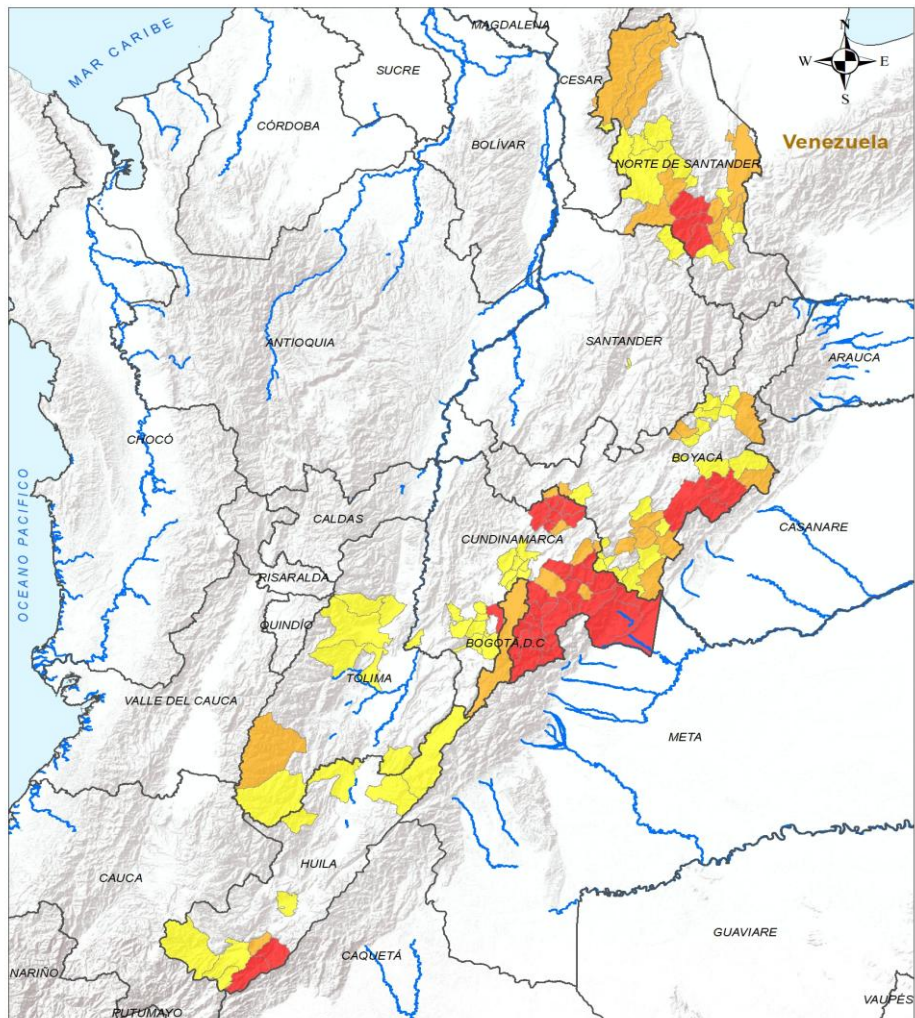 MAR CARIBE
MAGDALENA
N
W E
S
SUCRE
CESAR
CÓRDOBA
BOLÍVAR
Venezuela
NORTE DE SANTANDER
ANTIOQUIA
SANTANDER
ARAUCA
CHOCÓ
BOYACÁ
OCEANO PACIFICO
CALDAS
CUNDINAMARCA
CASANARE
RISARALDA
QUINDÍO
BOGOTÁ,D.C
TOLIMA
VALLE DEL CAUCA
META
HUILA
CAUCA
GUAVIARE
CAQUETÁ
NARIÑO
VAUPÉS
PUTUMAYO